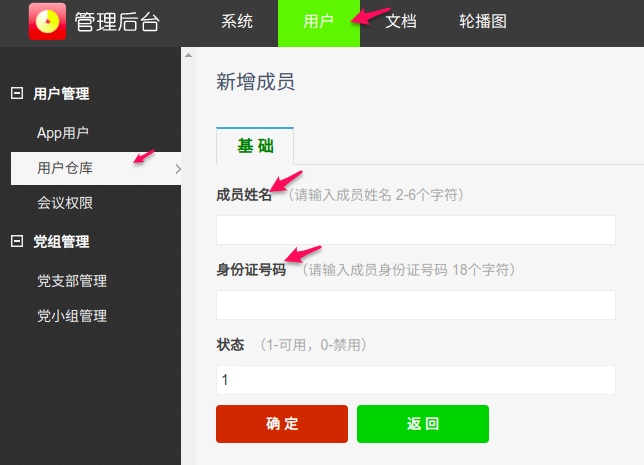 管理后台
系统 用户 文档 轮播图
用户管理
App用户
用户仓库
会议权限
党组管理
党支部管理
党小组管理
新增成员
基 础
成员姓名 （请输入成员姓名 2-6个字符）
身份证号码 （请输入成员身份证号码 18个字符）
状态 （1-可用，0-禁用）
1
确 定 返 回